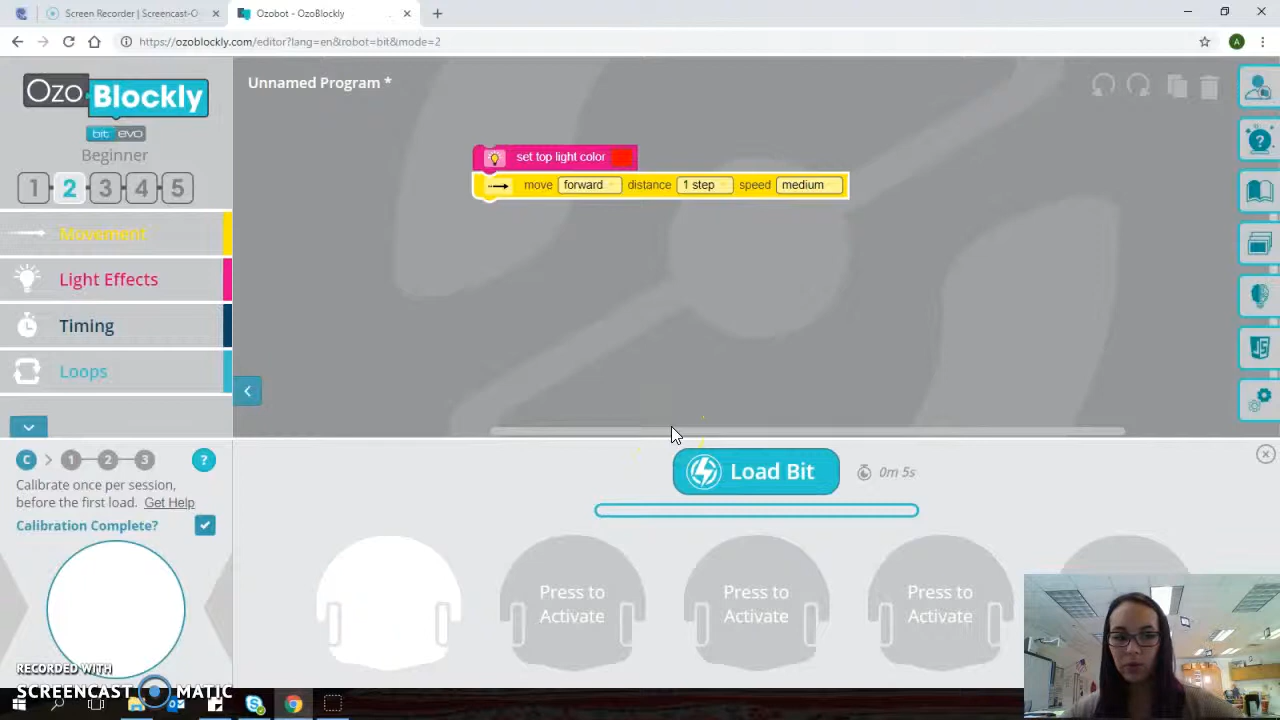 Screen Recorder | Screencast-O
Ozobot - OzoBlockly
https://ozoblockly.com/editor?lang=en&robot=bit&mode=2
A
Ozo Blockly
bit evo
Beginner
1 2 3 4 5
Movement
Light Effects
Timing
Loops
Unnamed Program *
set top light color
move forward distance 1 step speed medium
?
JS
C 1 2 3 ?
Calibrate once per session,
before the first load. Get Help
Calibration Complete?
Load Bit
0m 5s
Press to
Activate
Press to
Activate
Press to
Activate
RECORDED WITH
SCREENCAST MATIC